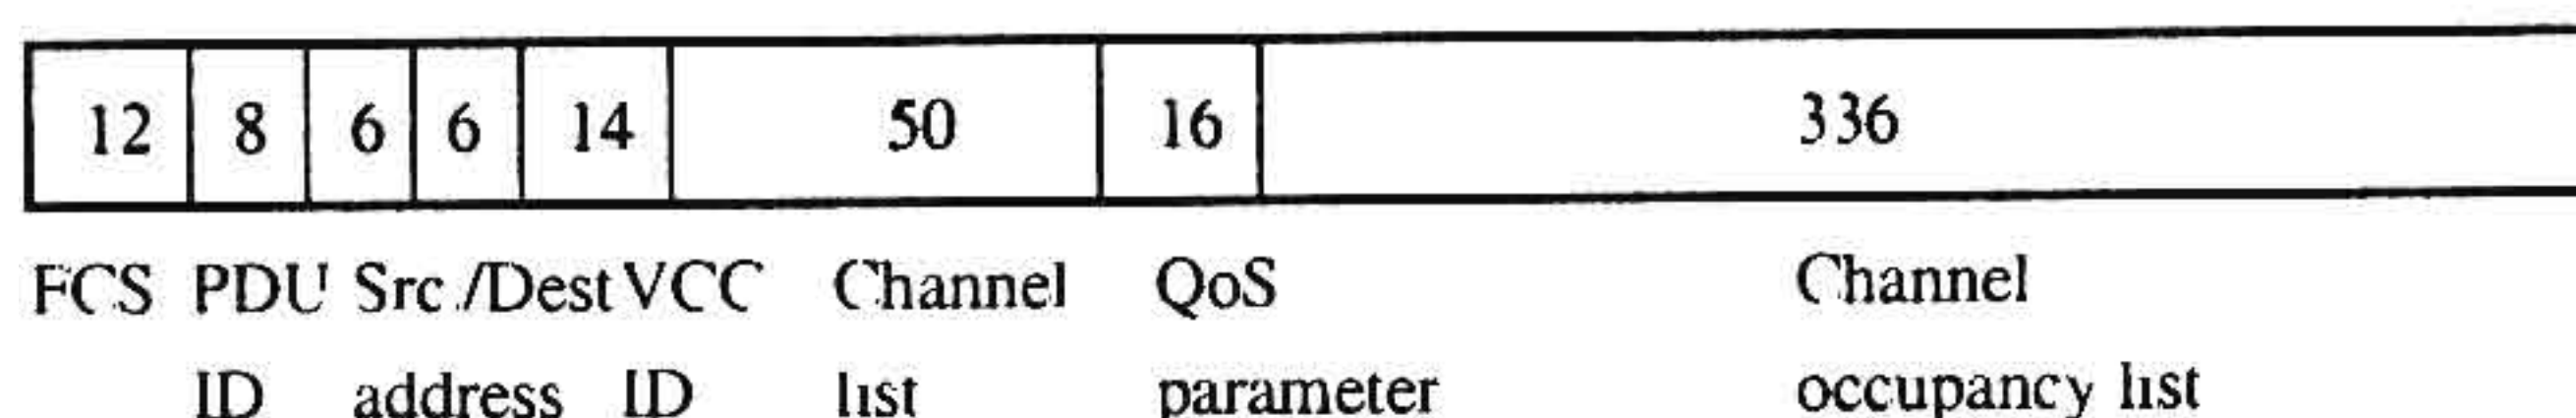 12 8 6 6 14 50 16 336
FCS PDU Src./Dest VCC Channel QoS Channel
ID address ID list parameter occupancy list